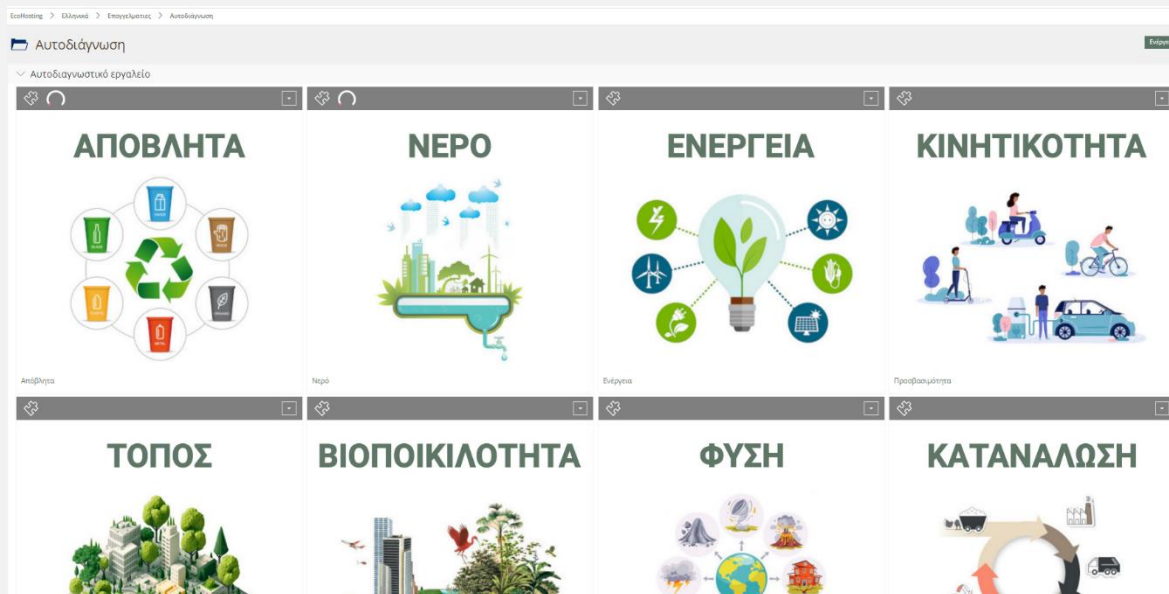 EcoHosting > Ελληνικά > Επαγγελματίες > Αυτοδιάγνωση
Αυτοδιάγνωση
Αυτοδιαγνωστικό εργαλείο
ΑΠΟΒΛΗΤΑ
ΝΕΡΟ
ΕΝΕΡΓΕΙΑ
ΚΙΝΗΤΙΚΟΤΗΤΑ
Απόβλητα
Νερό
Ενέργεια
Προσβασιμότητα
ΤΟΠΟΣ
ΒΙΟΠΟΙΚΙΛΟΤΗΤΑ
ΦΥΣΗ
ΚΑΤΑΝΑΛΩΣΗ